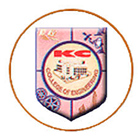 KC
COLLEGE OF ENGINEERING